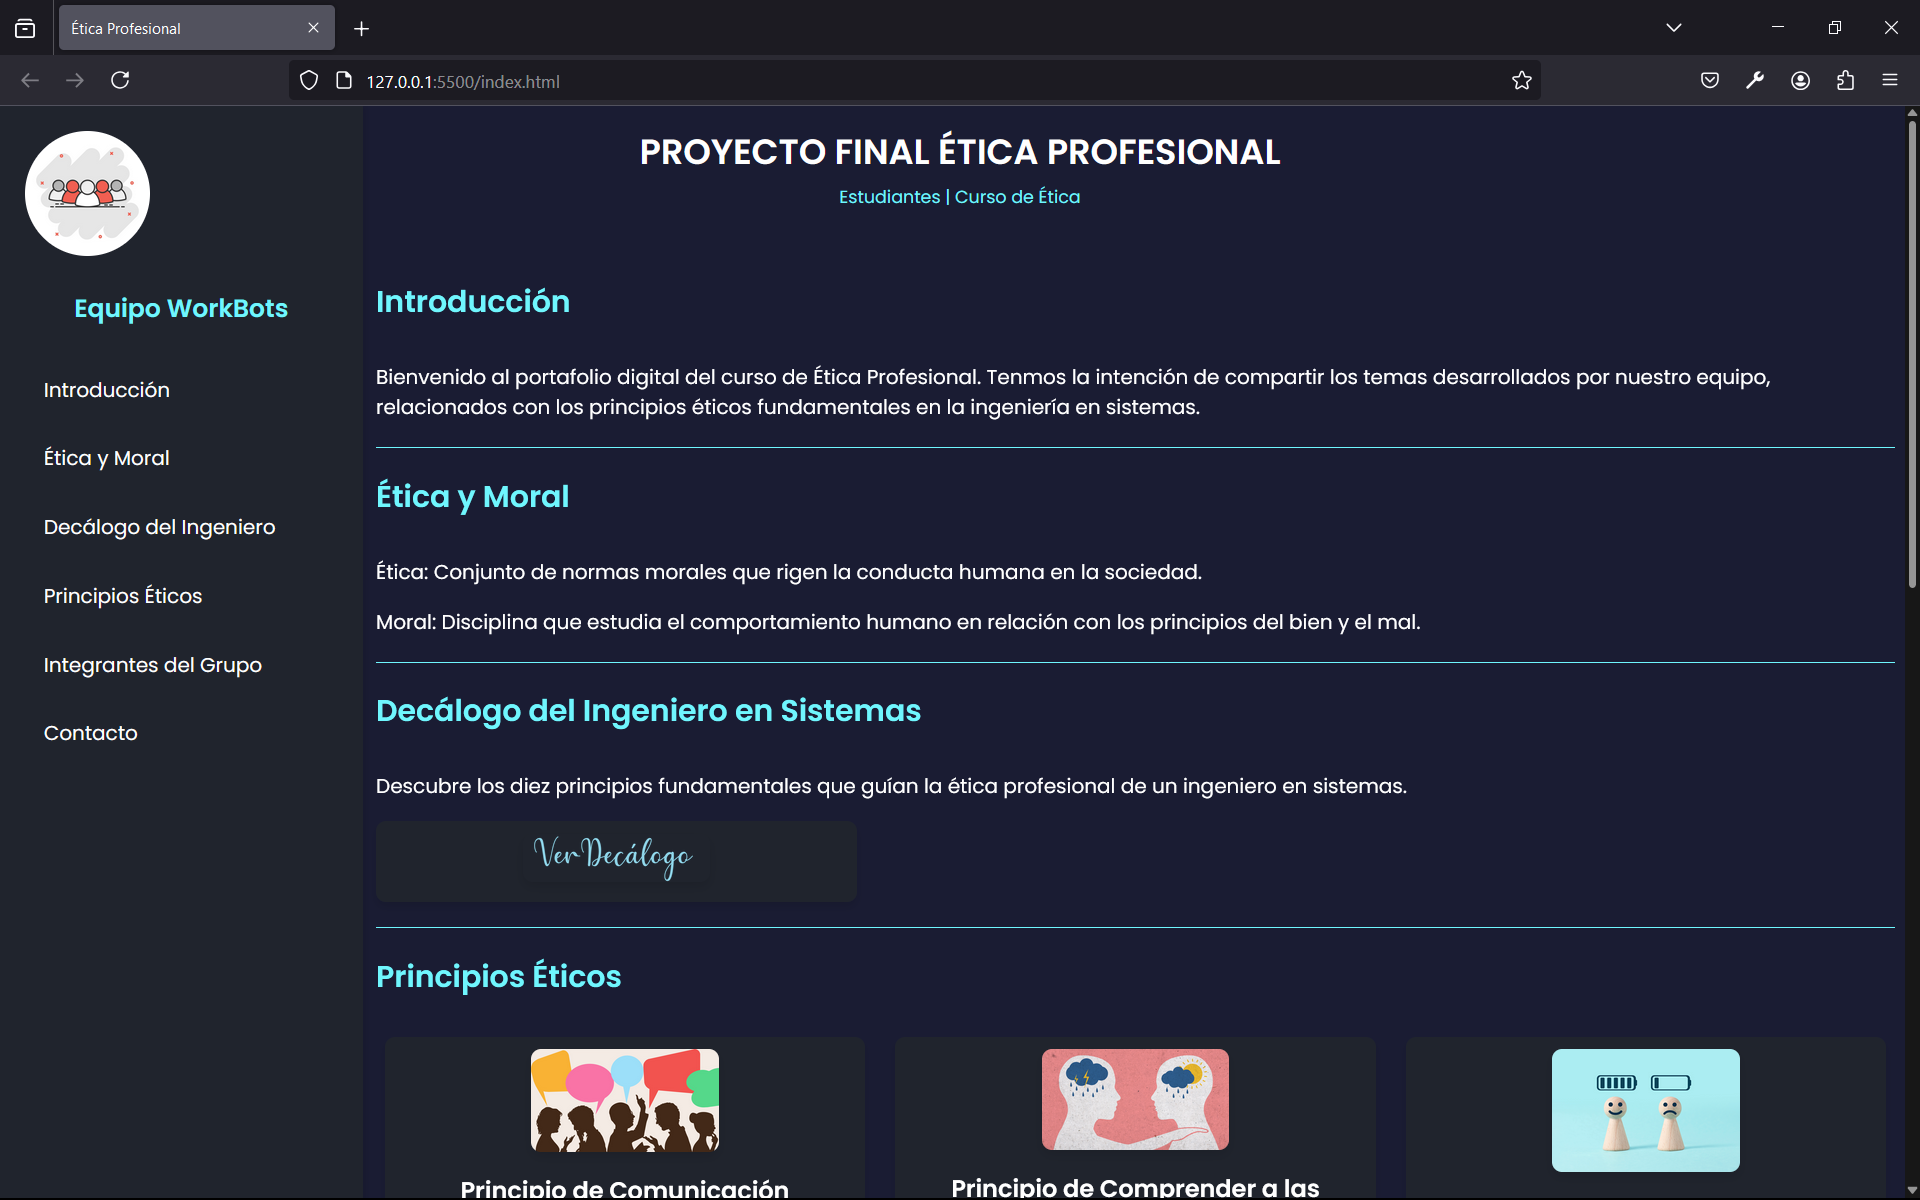 Ética Profesional
127.0.0.1:5500/index.html
PROYECTO FINAL ÉTICA PROFESIONAL
Estudiantes | Curso de Ética
Equipo WorkBots
Introducción
Ética y Moral
Decálogo del Ingeniero
Principios Éticos
Integrantes del Grupo
Contacto
Introducción
Bienvenido al portafolio digital del curso de Ética Profesional. Tenmos la intención de compartir los temas desarrollados por nuestro equipo,
relacionados con los principios éticos fundamentales en la ingeniería en sistemas.
Ética y Moral
Ética: Conjunto de normas morales que rigen la conducta humana en la sociedad.
Moral: Disciplina que estudia el comportamiento humano en relación con los principios del bien y el mal.
Decálogo del Ingeniero en Sistemas
Descubre los diez principios fundamentales que guían la ética profesional de un ingeniero en sistemas.
Ver Decálogo
Principios Éticos
Principio de Comunicación
Principio de Comprender a las